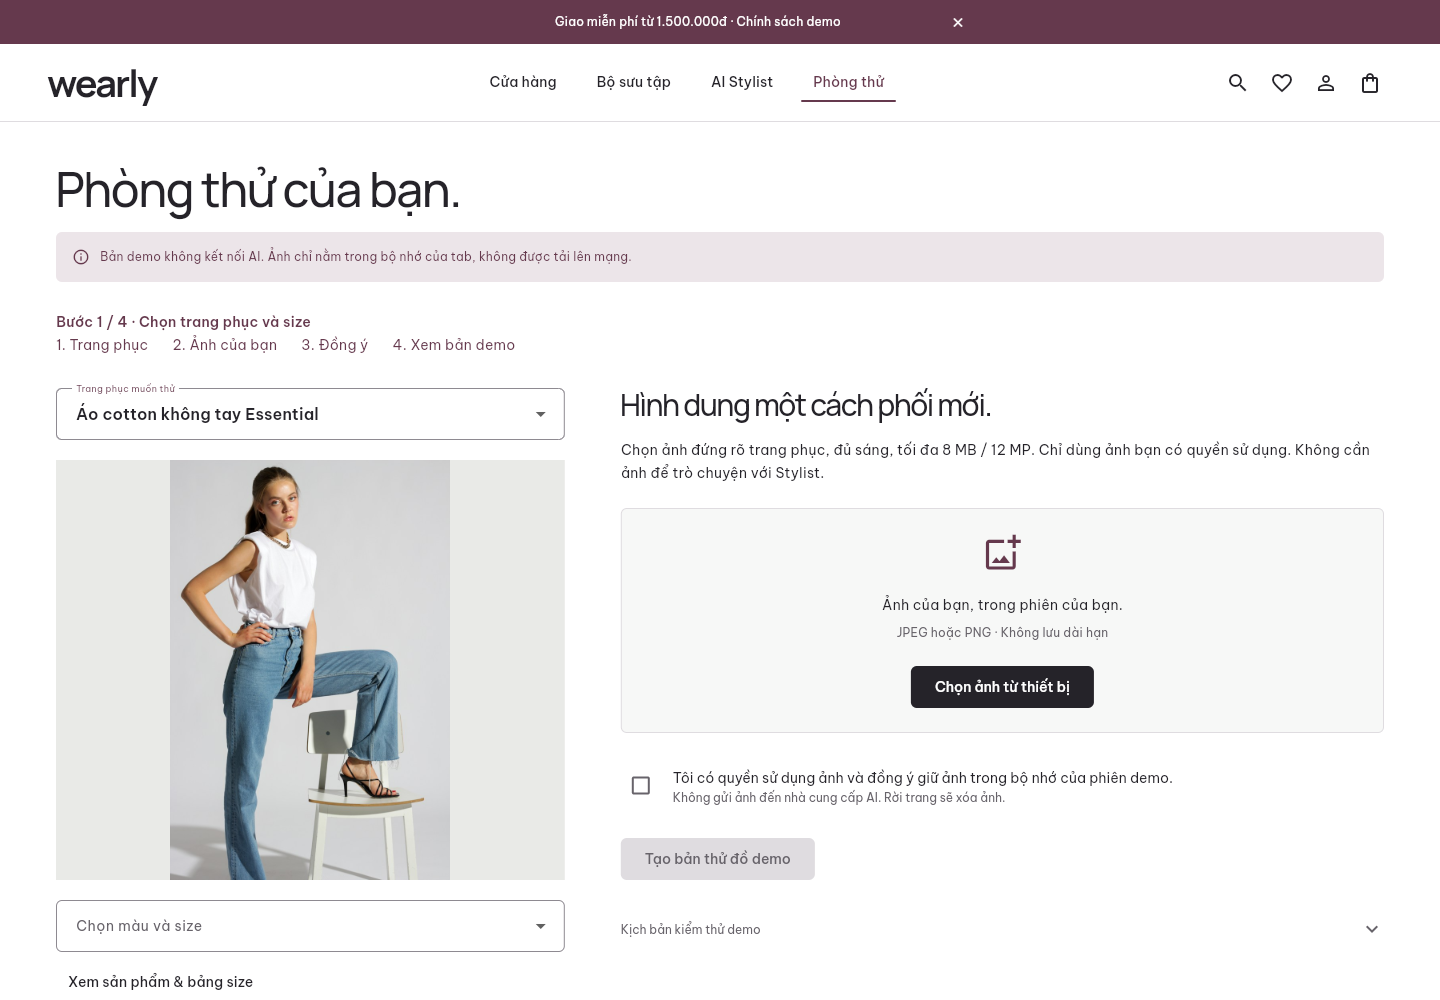 Giao miễn phí từ 1.500.000đ · Chính sách demo
wearly
Cửa hàng
Bộ sưu tập
AI Stylist
Phòng thử
Phòng thử của bạn.
Bản demo không kết nối AI. Ảnh chỉ nằm trong bộ nhớ của tab, không được tải lên mạng.
Bước 1 / 4 · Chọn trang phục và size
1. Trang phục
2. Ảnh của bạn
3. Đồng ý
4. Xem bản demo
Trang phục muốn thử
Áo cotton không tay Essential
Chọn màu và size
Xem sản phẩm & bảng size
Hình dung một cách phối mới.
Chọn ảnh đứng rõ trang phục, đủ sáng, tối đa 8 MB / 12 MP. Chỉ dùng ảnh bạn có quyền sử dụng. Không cần
ảnh để trò chuyện với Stylist.
Ảnh của bạn, trong phiên của bạn.
JPEG hoặc PNG · Không lưu dài hạn
Chọn ảnh từ thiết bị
Tôi có quyền sử dụng ảnh và đồng ý giữ ảnh trong bộ nhớ của phiên demo.
Không gửi ảnh đến nhà cung cấp AI. Rời trang sẽ xóa ảnh.
Tạo bản thử đồ demo
Kịch bản kiểm thử demo